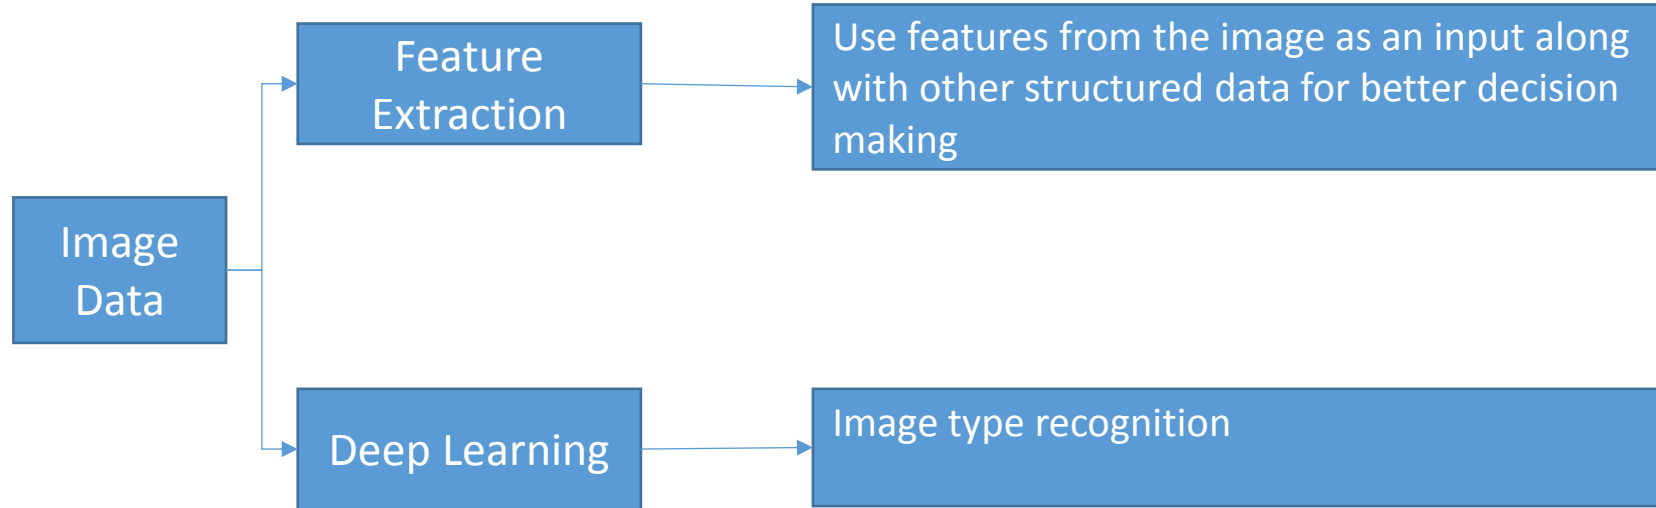 Feature
Extraction
Use features from the image as an input along
with other structured data for better decision
making
Image
Data
Deep Learning
Image type recognition